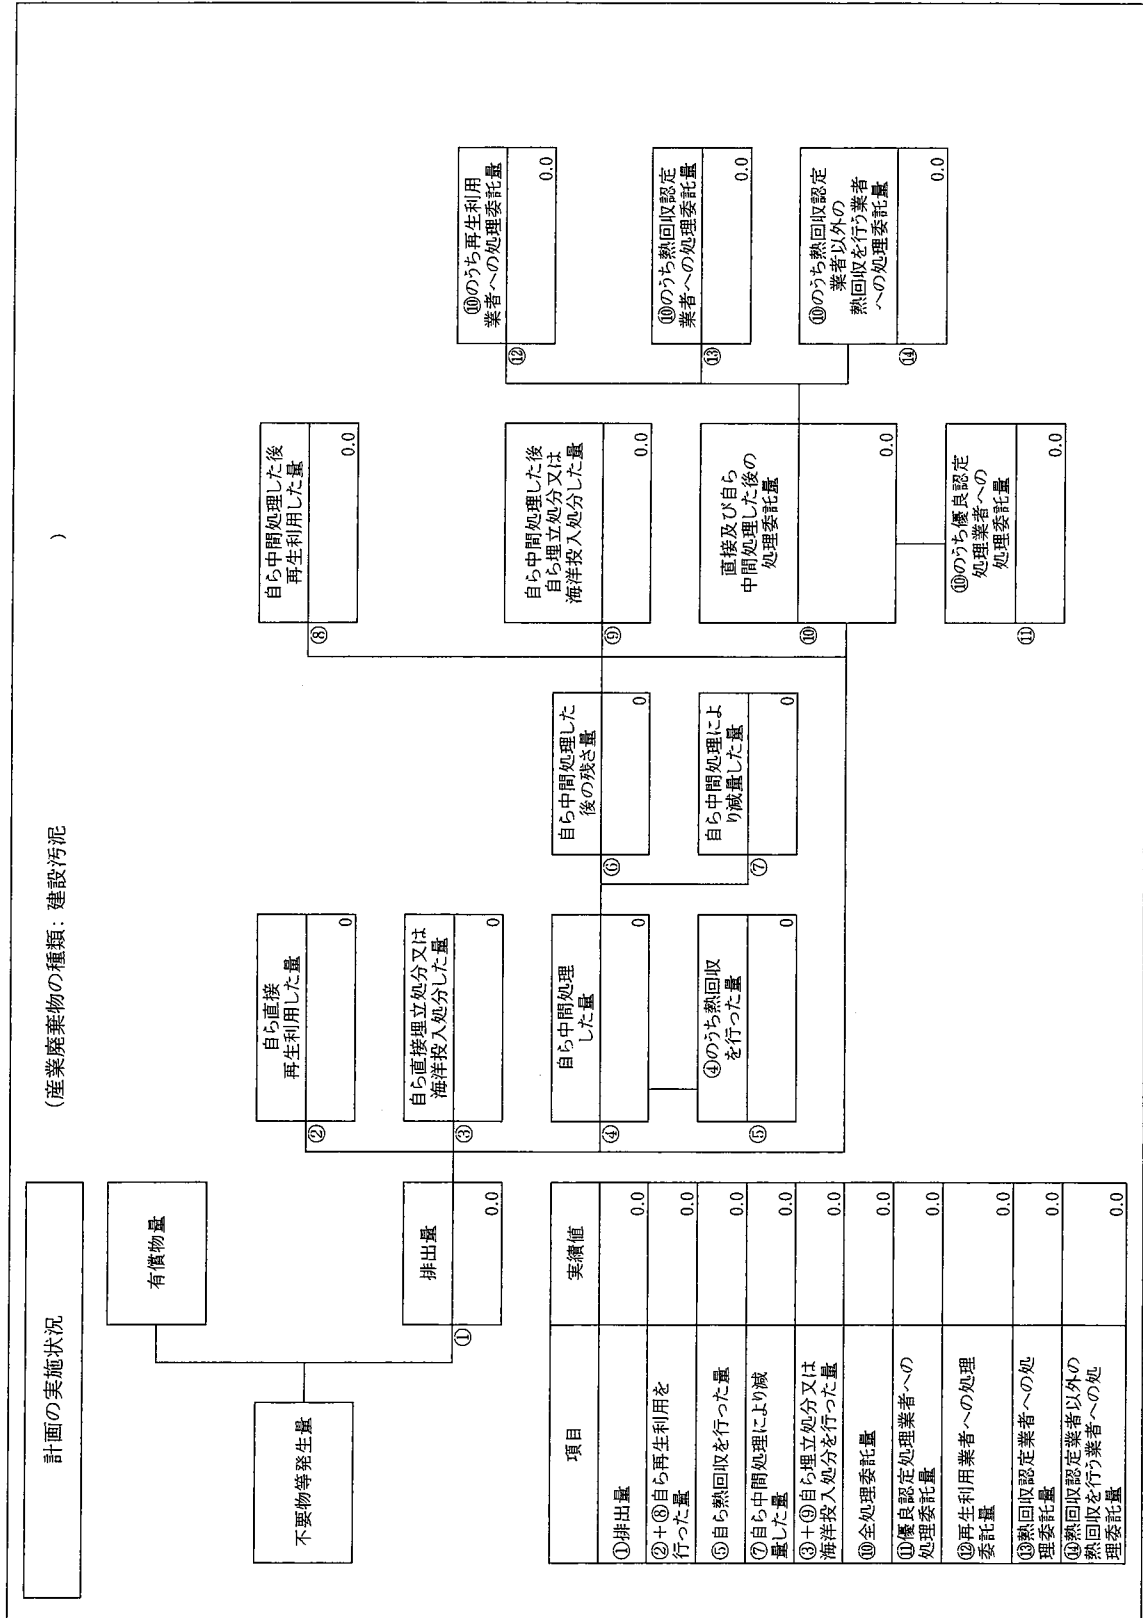 計画の実施状況
(産業廃棄物の種類: 建設汚泥
)
不要物等発生量
有償物量
排出量
①
0.0
自ら直接
再生利用した量
②
0
自ら直接埋立処分又は
海洋投入処分した量
③
0
自ら中間処理
した量
④
0
④のうち熱回収
を行った量
⑤
0
自ら中間処理した
後の残さ量
⑥
0
自ら中間処理によ
り減量した量
⑦
0
自ら中間処理した後
再生利用した量
⑧
0.0
自ら中間処理した後
自ら埋立処分又は
海洋投入処分した量
⑨
0.0
直接及び自ら
中間処理した後の
処理委託量
⑩
0.0
⑩のうち優良認定
処理業者への
処理委託量
⑪
0.0
⑩のうち再生利用
業者への処理委託量
⑫
0.0
⑩のうち熱回収認定
業者への処理委託量
⑬
0.0
⑩のうち熱回収認定
業者以外の
熱回収を行う業者
への処理委託量
⑭
0.0
項目 実績値
①排出量 0.0
②+⑧自ら再生利用を
行った量 0.0
⑤自ら熱回収を行った量 0.0
⑦自ら中間処理により減
量した量 0.0
③+⑨自ら埋立処分又は
海洋投入処分を行った量 0.0
⑩全処理委託量 0.0
⑪優良認定処理業者への
処理委託量 0.0
⑫再生利用業者への処理
委託量 0.0
⑬熱回収認定業者への処
理委託量 0.0
⑭熱回収認定業者以外の
熱回収を行う業者への処
理委託量 0.0